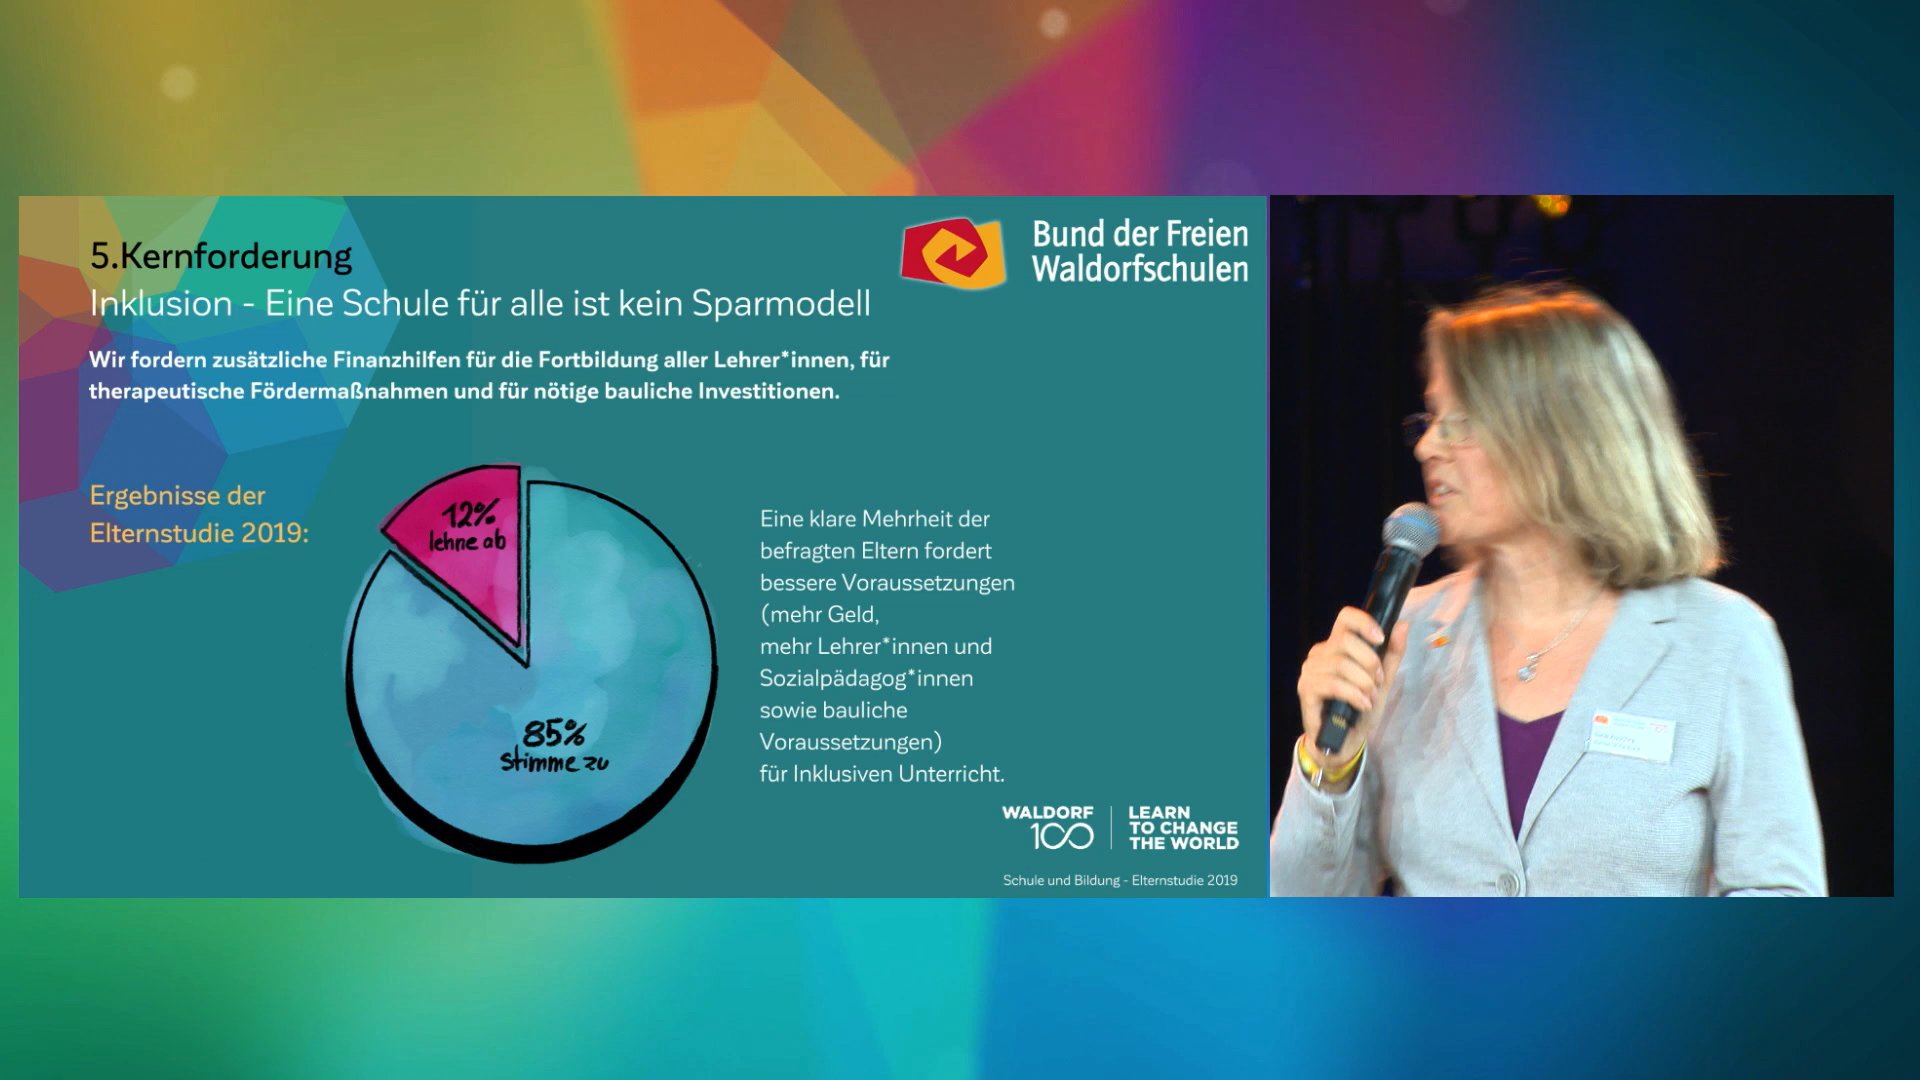 5.Kernforderung
Inklusion - Eine Schule für alle ist kein Sparmodell
Wir fordern zusätzliche Finanzhilfen für die Fortbildung aller Lehrer*innen, für
therapeutische Fördermaßnahmen und für nötige bauliche Investitionen.
Bund der Freien
Waldorfschulen
Ergebnisse der
Elternstudie 2019:
12%
lehne ab
85%
stimme zu
Eine klare Mehrheit der
befragten Eltern fordert
bessere Voraussetzungen
(mehr Geld,
mehr Lehrer*innen und
Sozialpädagog*innen
sowie bauliche
Voraussetzungen)
für Inklusiven Unterricht.
WALDORF
100
LEARN
TO CHANGE
THE WORLD
Schule und Bildung - Elternstudie 2019